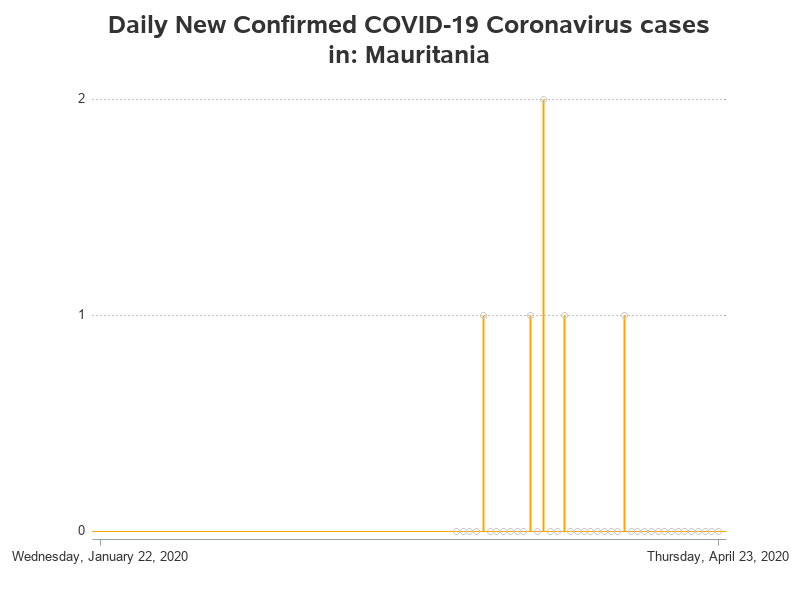 Daily New Confirmed COVID-19 Coronavirus cases
in: Mauritania
2
1
0
Wednesday, January 22, 2020
Thursday, April 23, 2020